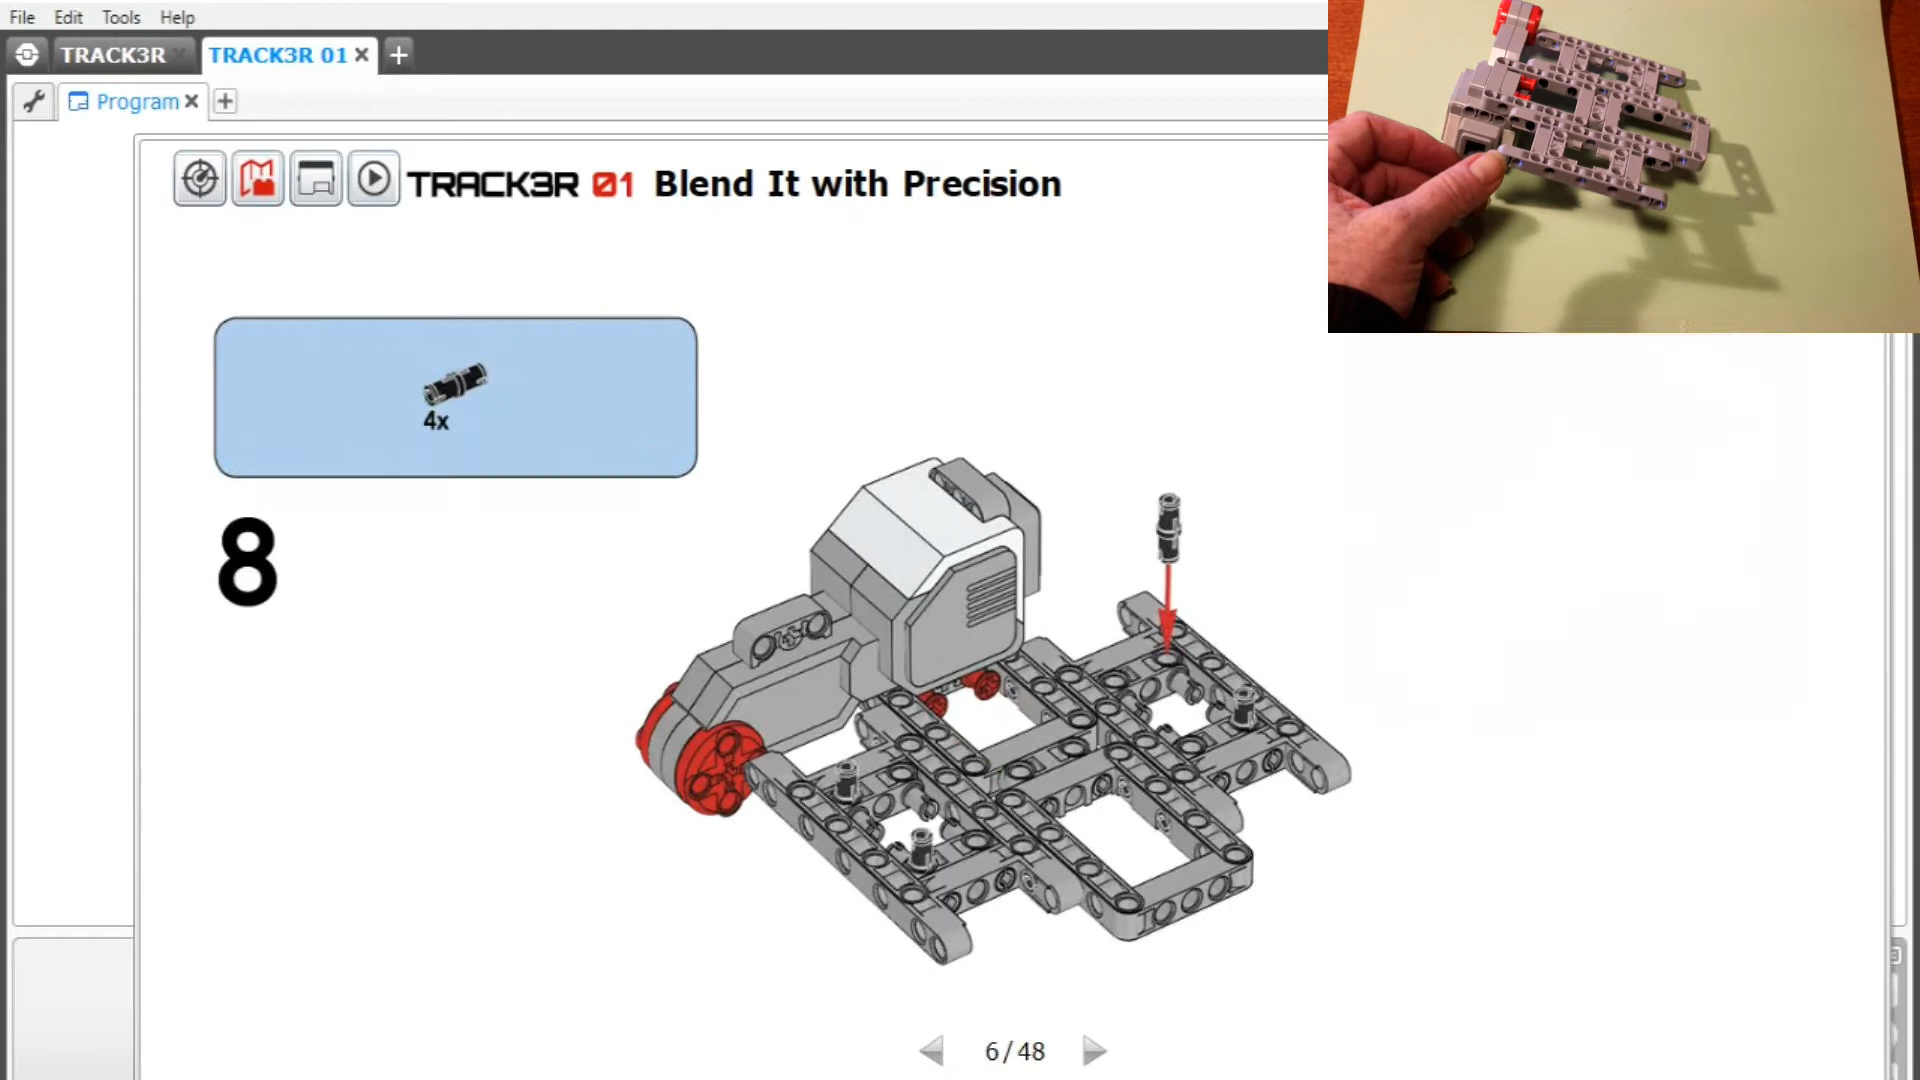 File Edit Tools Help
TRACK3R TRACK3R 01
Program
TRACK3R 01 Blend It with Precision
4x
8
6/48